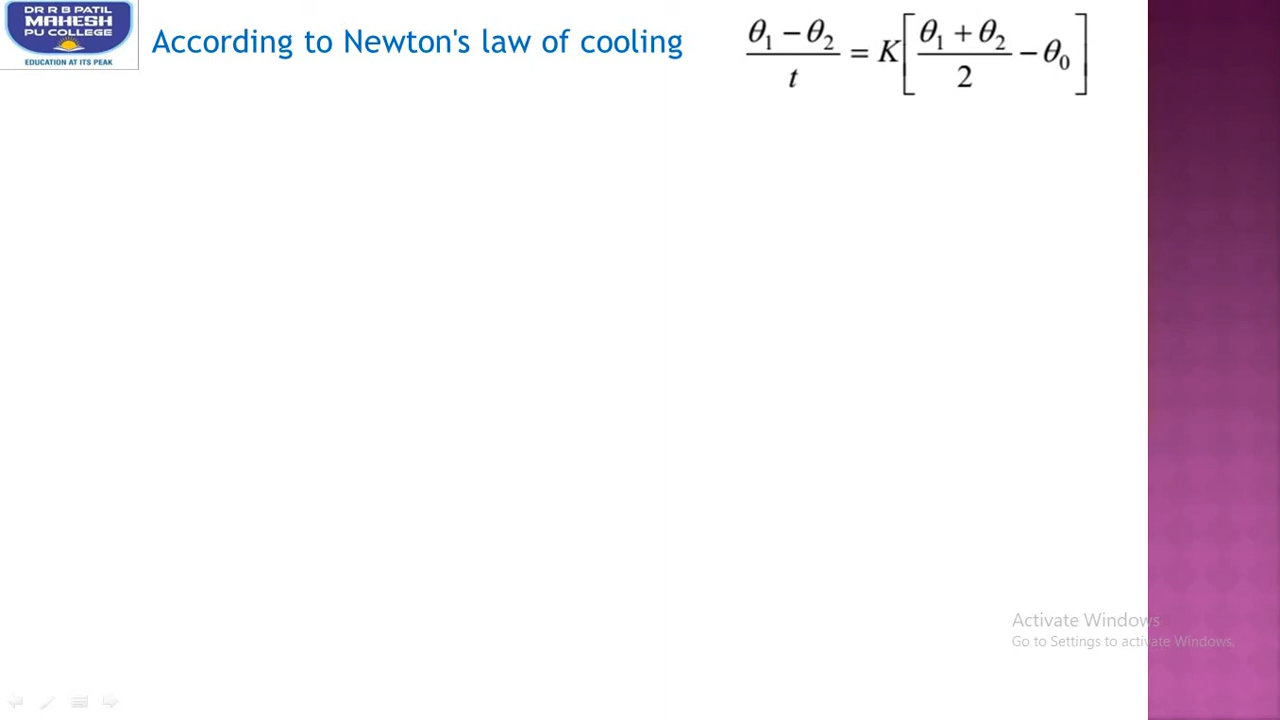 DR R B PATIL
MAHESH
PU COLLEGE
EDUCATION AT ITS PEAK
According to Newton's law of cooling
θ₁ − θ₂ / t = K[θ₁ + θ₂ / 2 − θ₀]
Activate Windows
Go to Settings to activate Windows.